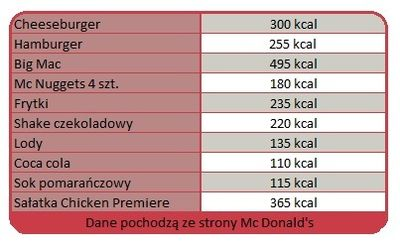 Cheeseburger 300 kcal
Hamburger 255 kcal
Big Mac 495 kcal
Mc Nuggets 4 szt. 180 kcal
Frytki 235 kcal
Shake czekoladowy 220 kcal
Lody 135 kcal
Coca cola 110 kcal
Sok pomarańczowy 115 kcal
Sałatka Chicken Premiere 365 kcal
Dane pochodzą ze strony Mc Donald's